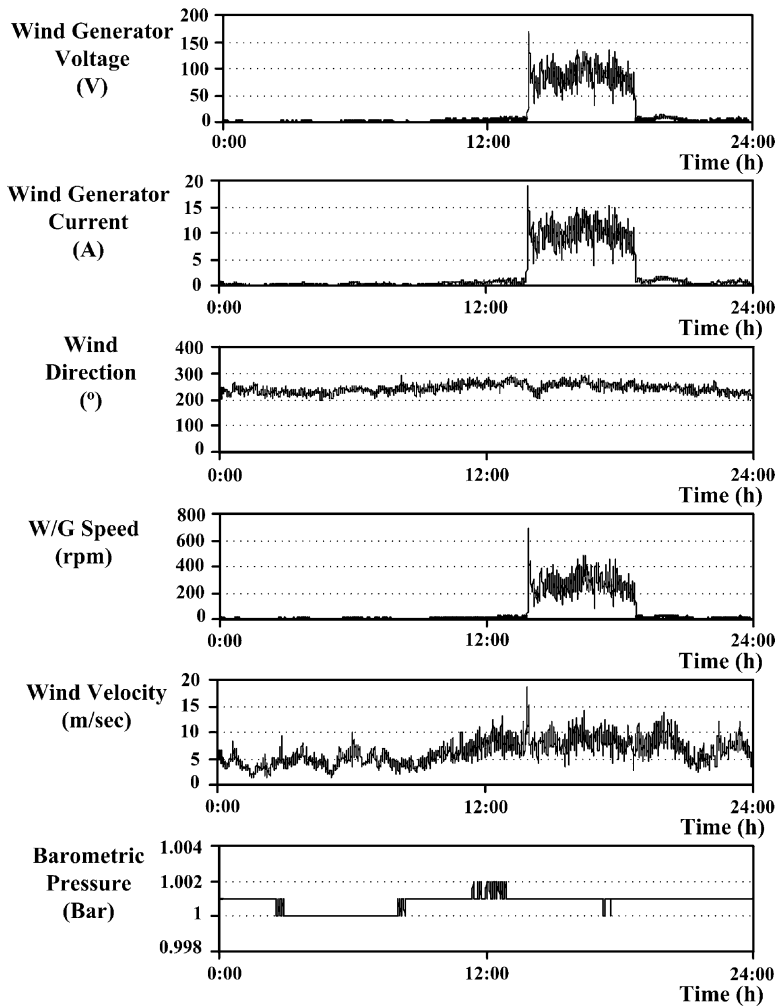 Wind Generator
Voltage
(V)
200
150
100
50
0
0:00
12:00
24:00
Time (h)
Wind Generator
Current
(A)
20
15
10
5
0
0:00
12:00
24:00
Time (h)
Wind
Direction
(º)
400
300
200
100
0
0:00
12:00
24:00
Time (h)
W/G Speed
(rpm)
800
600
400
200
0
0:00
12:00
24:00
Time (h)
Wind Velocity
(m/sec)
20
15
10
5
0
0:00
12:00
24:00
Time (h)
Barometric
Pressure
(Bar)
1.004
1.002
1
0.998
0:00
12:00
24:00
Time (h)